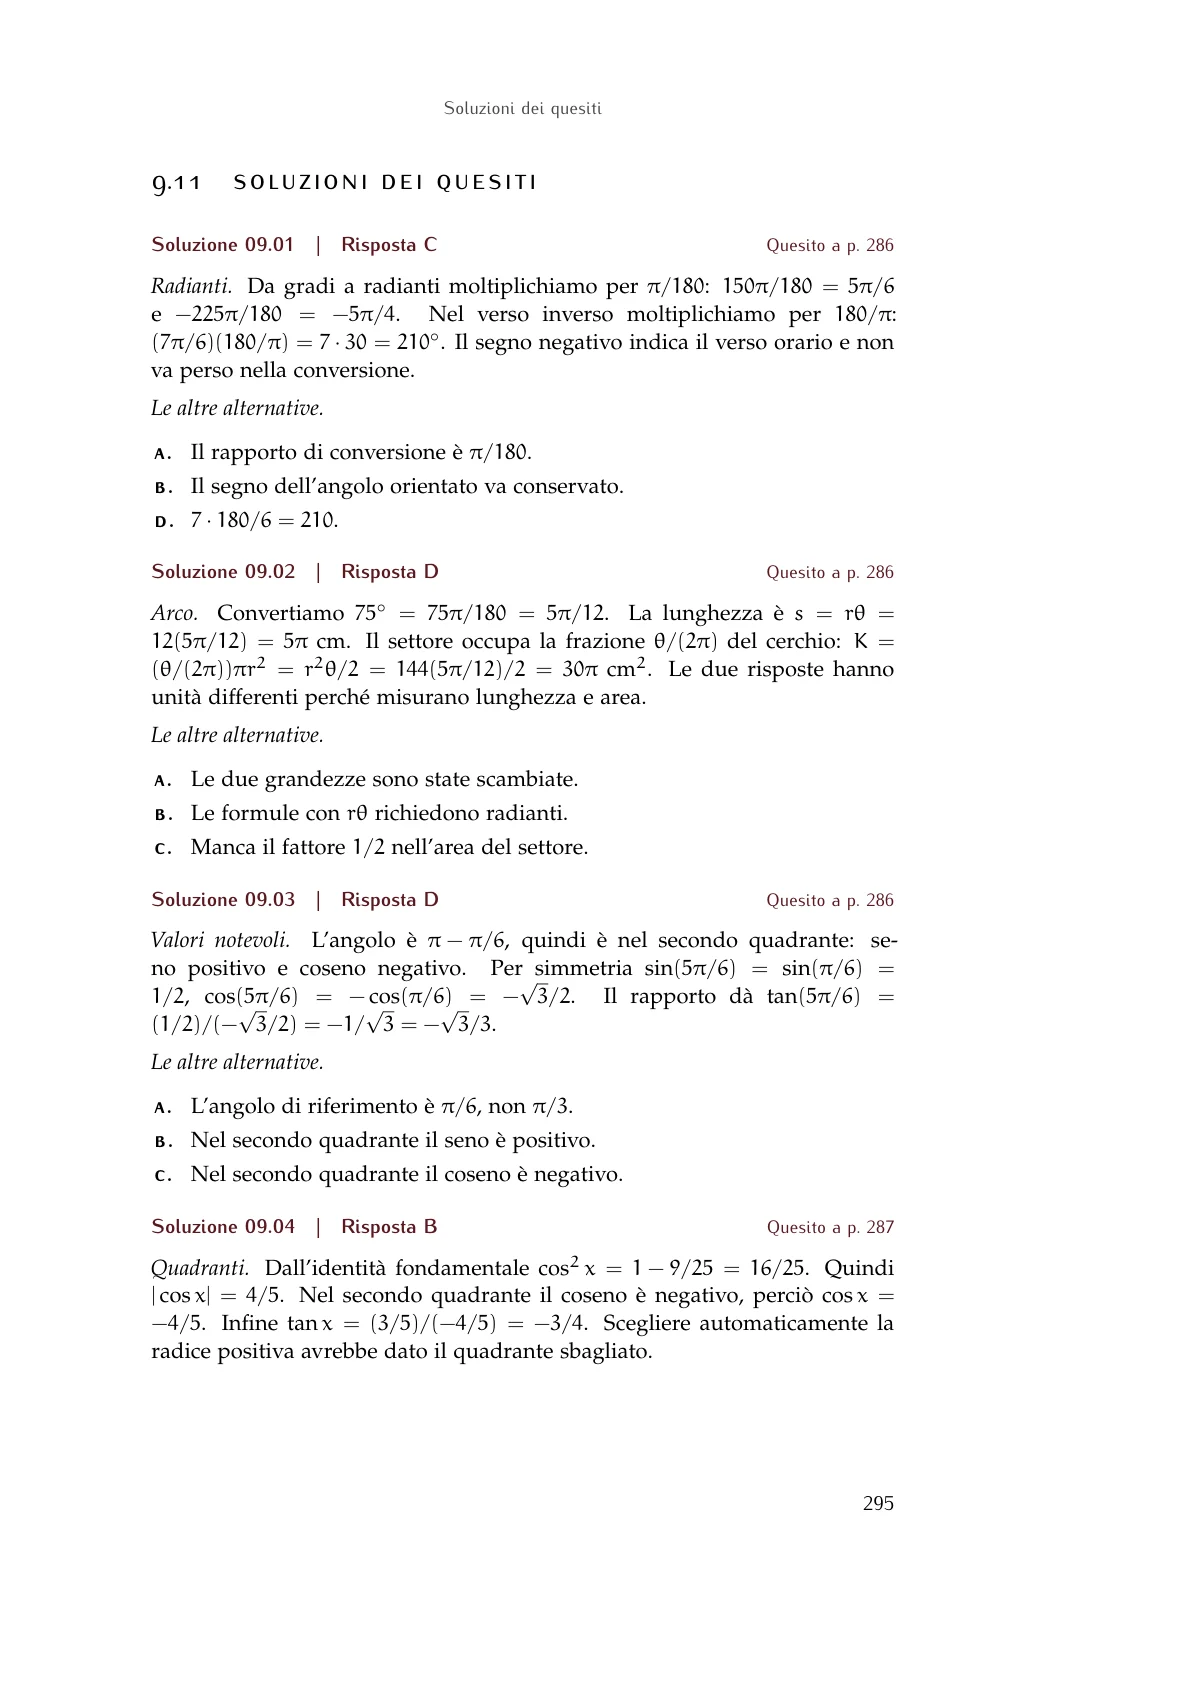 Soluzioni dei quesiti
9.11 SOLUZIONI DEI QUESITI
Soluzione 09.01 | Risposta C Quesito a p. 286
Radianti. Da gradi a radianti moltiplichiamo per π/180: 150π/180 = 5π/6
e −225π/180 = −5π/4. Nel verso inverso moltiplichiamo per 180/π:
(7π/6)(180/π) = 7 · 30 = 210°. Il segno negativo indica il verso orario e non
va perso nella conversione.
Le altre alternative.
A. Il rapporto di conversione è π/180.
B. Il segno dell’angolo orientato va conservato.
D. 7 · 180/6 = 210.
Soluzione 09.02 | Risposta D Quesito a p. 286
Arco. Convertiamo 75° = 75π/180 = 5π/12. La lunghezza è s = rθ =
12(5π/12) = 5π cm. Il settore occupa la frazione θ/(2π) del cerchio: K =
(θ/(2π))πr² = r²θ/2 = 144(5π/12)/2 = 30π cm². Le due risposte hanno
unità differenti perché misurano lunghezza e area.
Le altre alternative.
A. Le due grandezze sono state scambiate.
B. Le formule con rθ richiedono radianti.
C. Manca il fattore 1/2 nell’area del settore.
Soluzione 09.03 | Risposta D Quesito a p. 286
Valori notevoli. L’angolo è π − π/6, quindi è nel secondo quadrante: se-
no positivo e coseno negativo. Per simmetria sin(5π/6) = sin(π/6) =
1/2, cos(5π/6) = − cos(π/6) = −√3/2. Il rapporto dà tan(5π/6) =
(1/2)/(−√3/2) = −1/√3 = −√3/3.
Le altre alternative.
A. L’angolo di riferimento è π/6, non π/3.
B. Nel secondo quadrante il seno è positivo.
C. Nel secondo quadrante il coseno è negativo.
Soluzione 09.04 | Risposta B Quesito a p. 287
Quadranti. Dall’identità fondamentale cos² x = 1 − 9/25 = 16/25. Quindi
|cos x| = 4/5. Nel secondo quadrante il coseno è negativo, perciò cos x =
−4/5. Infine tan x = (3/5)/(−4/5) = −3/4. Scegliere automaticamente la
radice positiva avrebbe dato il quadrante sbagliato.
295